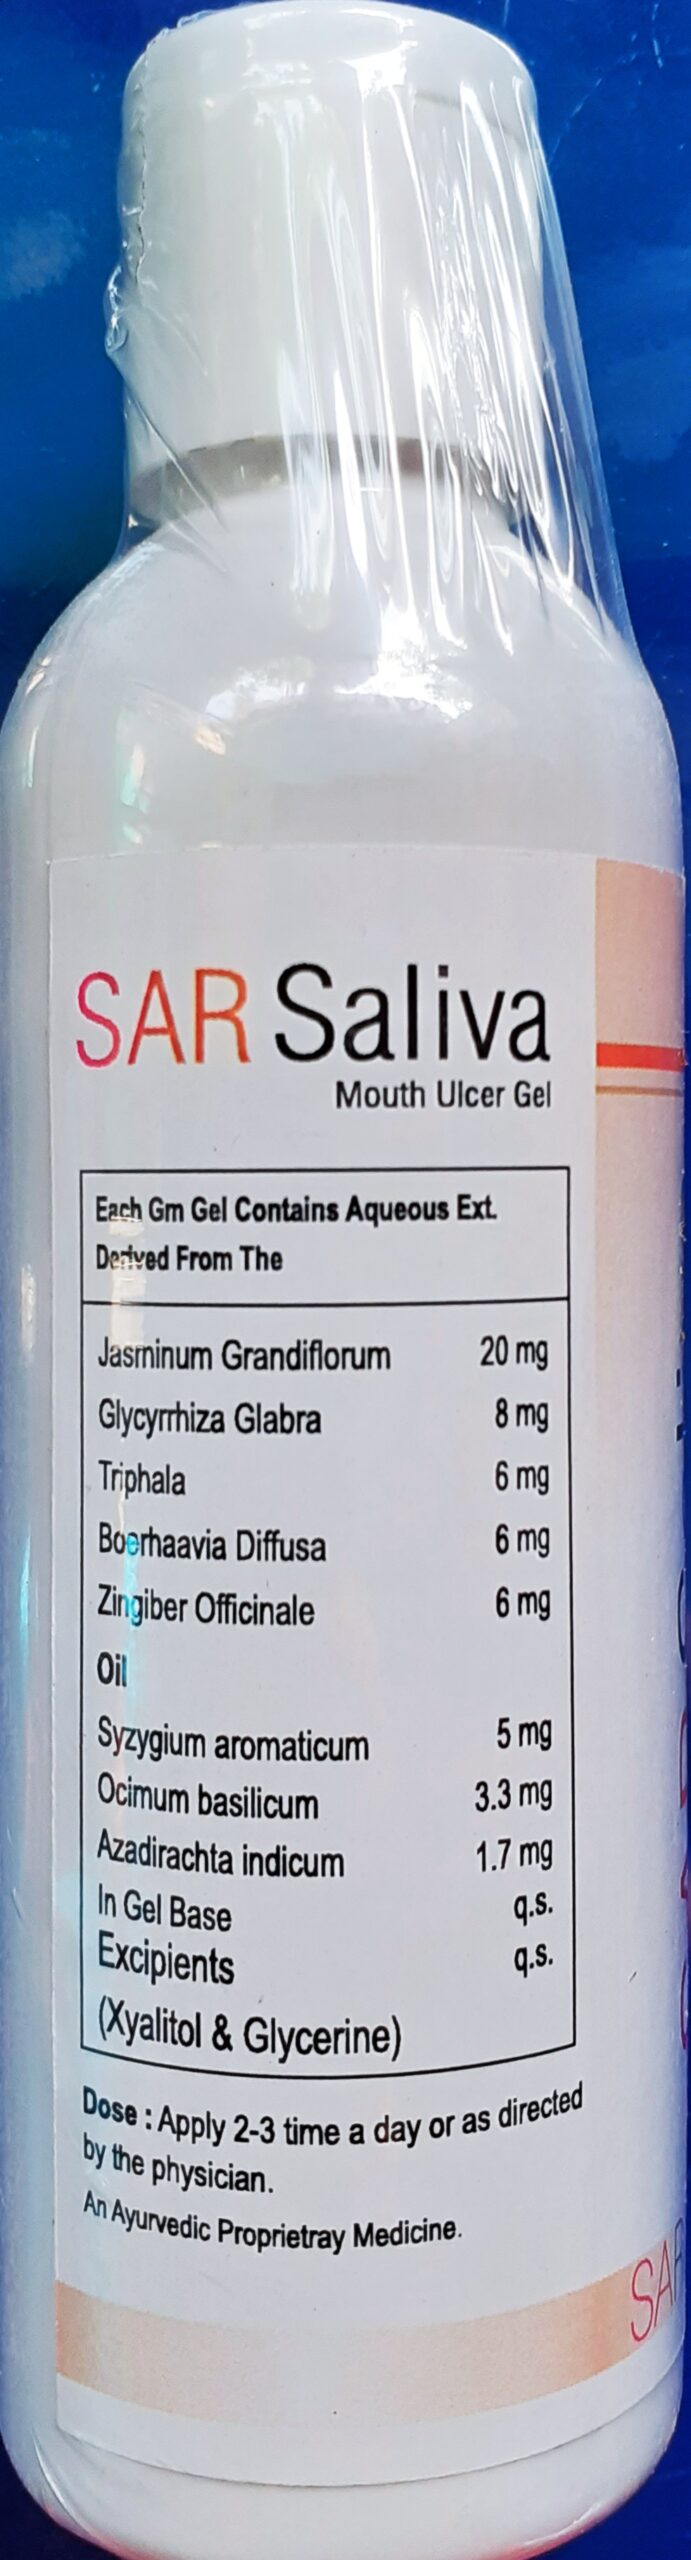 SAR Saliva
Mouth Ulcer Gel
Each Gm Gel Contains Aqueous Ext.
Derived From The
Jasminum Grandiflorum 20 mg
Glycyrrhiza Glabra 8 mg
Triphala 6 mg
Boerhaavia Diffusa 6 mg
Zingiber Officinale 6 mg
Oil
Syzygium aromaticum 5 mg
Ocimum basilicum 3.3 mg
Azadirachta indicum 1.7 mg
In Gel Base q.s.
Excipients q.s.
(Xyalitol & Glycerine)
Dose : Apply 2-3 time a day or as directed
by the physician.
An Ayurvedic Proprietray Medicine.